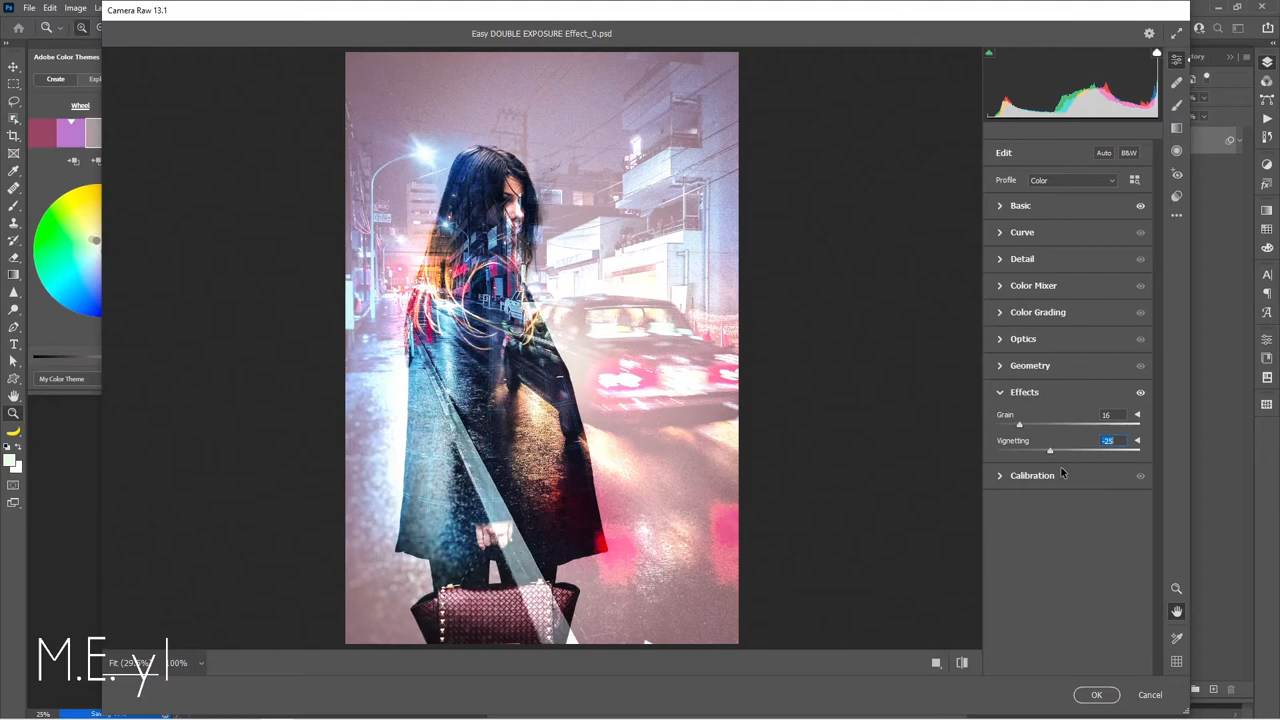 Camera Raw 13.1
File Edit Image
Easy DOUBLE EXPOSURE Effect_0.psd
Adobe Color Themes
Create
Wheel
My Color Theme
Edit
Auto
B&W
Profile
Color
Basic
Curve
Detail
Color Mixer
Color Grading
Optics
Geometry
Effects
Grain
16
Vignetting
-25
Calibration
M.E. y
100%
OK
Cancel
25%